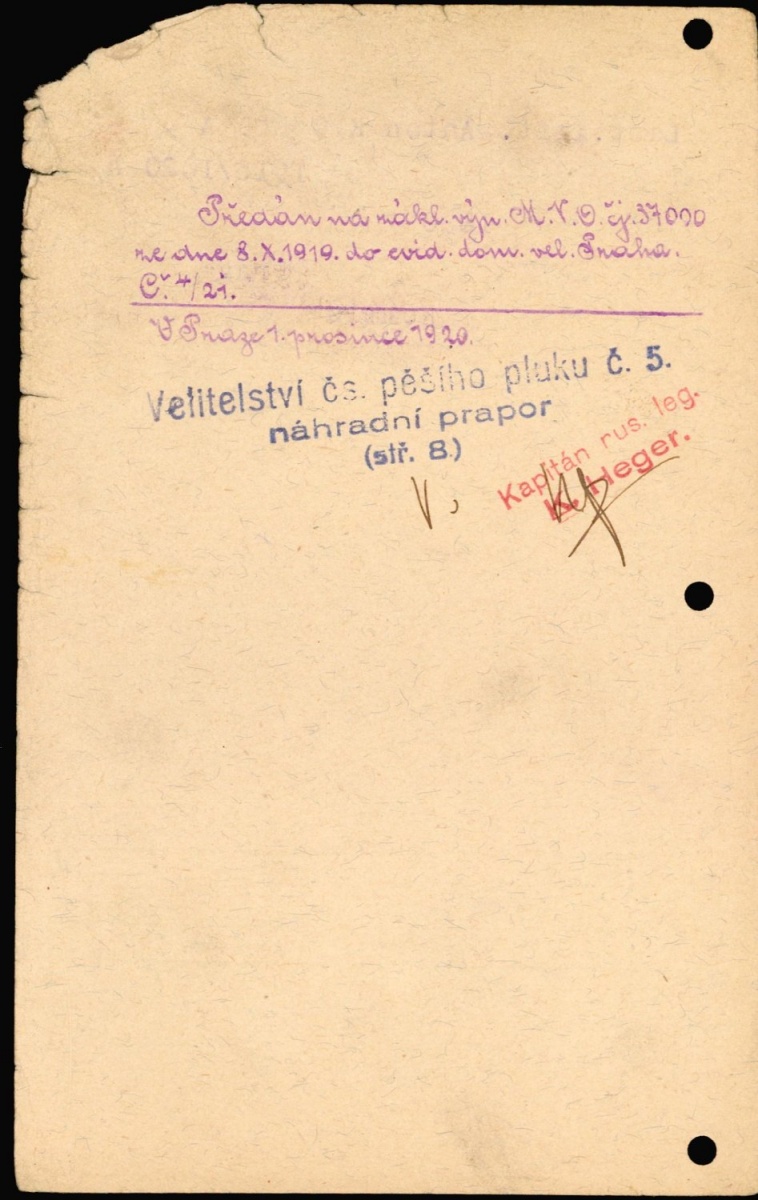 Předán na zákl. výn. M. V. O. čj. 37000
ze dne 8. X. 1919. do evid. dom. vel. Praha.
Č. 4/21.
V Praze 1. prosince 1920.
Velitelství čs. pěšího pluku č. 5.
náhradní prapor
(stř. 8.)
Kapitán rus. leg.
K. Heger.